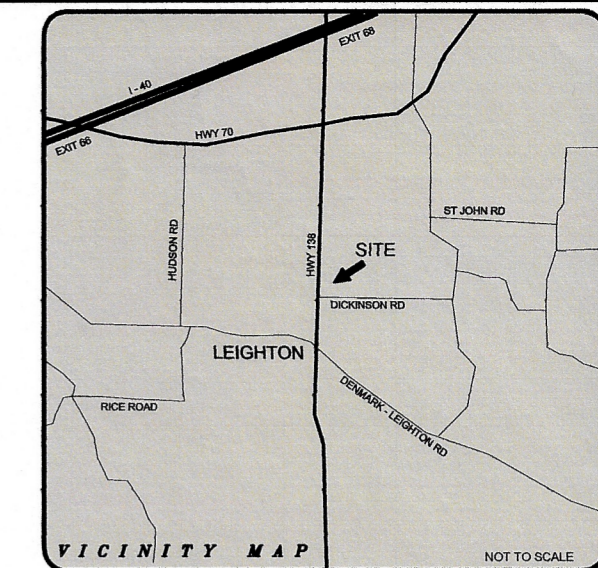 EXIT 68
I - 40
EXIT 66
HWY 70
ST JOHN RD
HUDSON RD
HWY 138
SITE
DICKINSON RD
LEIGHTON
RICE ROAD
DENMARK - LEIGHTON RD
VICINITY MAP
NOT TO SCALE